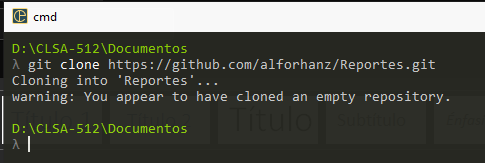 cmd
D:\CLSA-512\Documentos
λ git clone https://github.com/alforhanz/Reportes.git
Cloning into 'Reportes'...
warning: You appear to have cloned an empty repository.
D:\CLSA-512\Documentos
λ
Titulo
Subtitulo